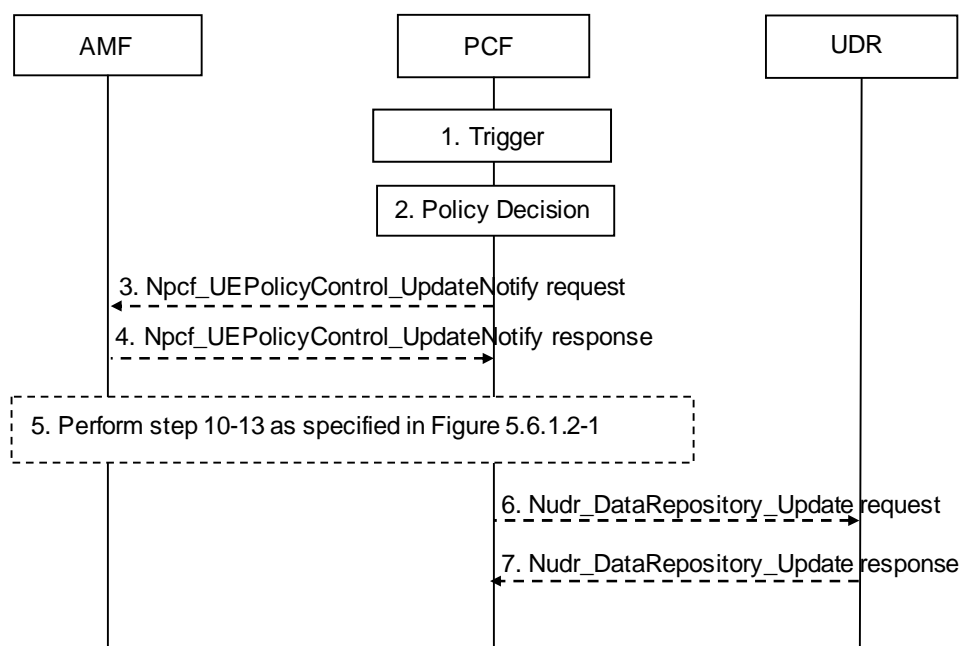 AMF
PCF
UDR
1. Trigger
2. Policy Decision
3. Npcf_UEPolicyControl_UpdateNotify request
4. Npcf_UEPolicyControl_UpdateNotify response
5. Perform step 10-13 as specified in Figure 5.6.1.2-1
6. Nudr_DataRepository_Update request
7. Nudr_DataRepository_Update response